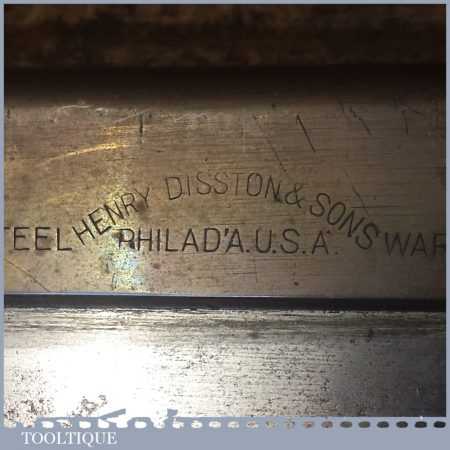 HENRY DISSTON & SONS
TEEL PHILAD'A. U.S.A. WAR
TOOLTIQUE